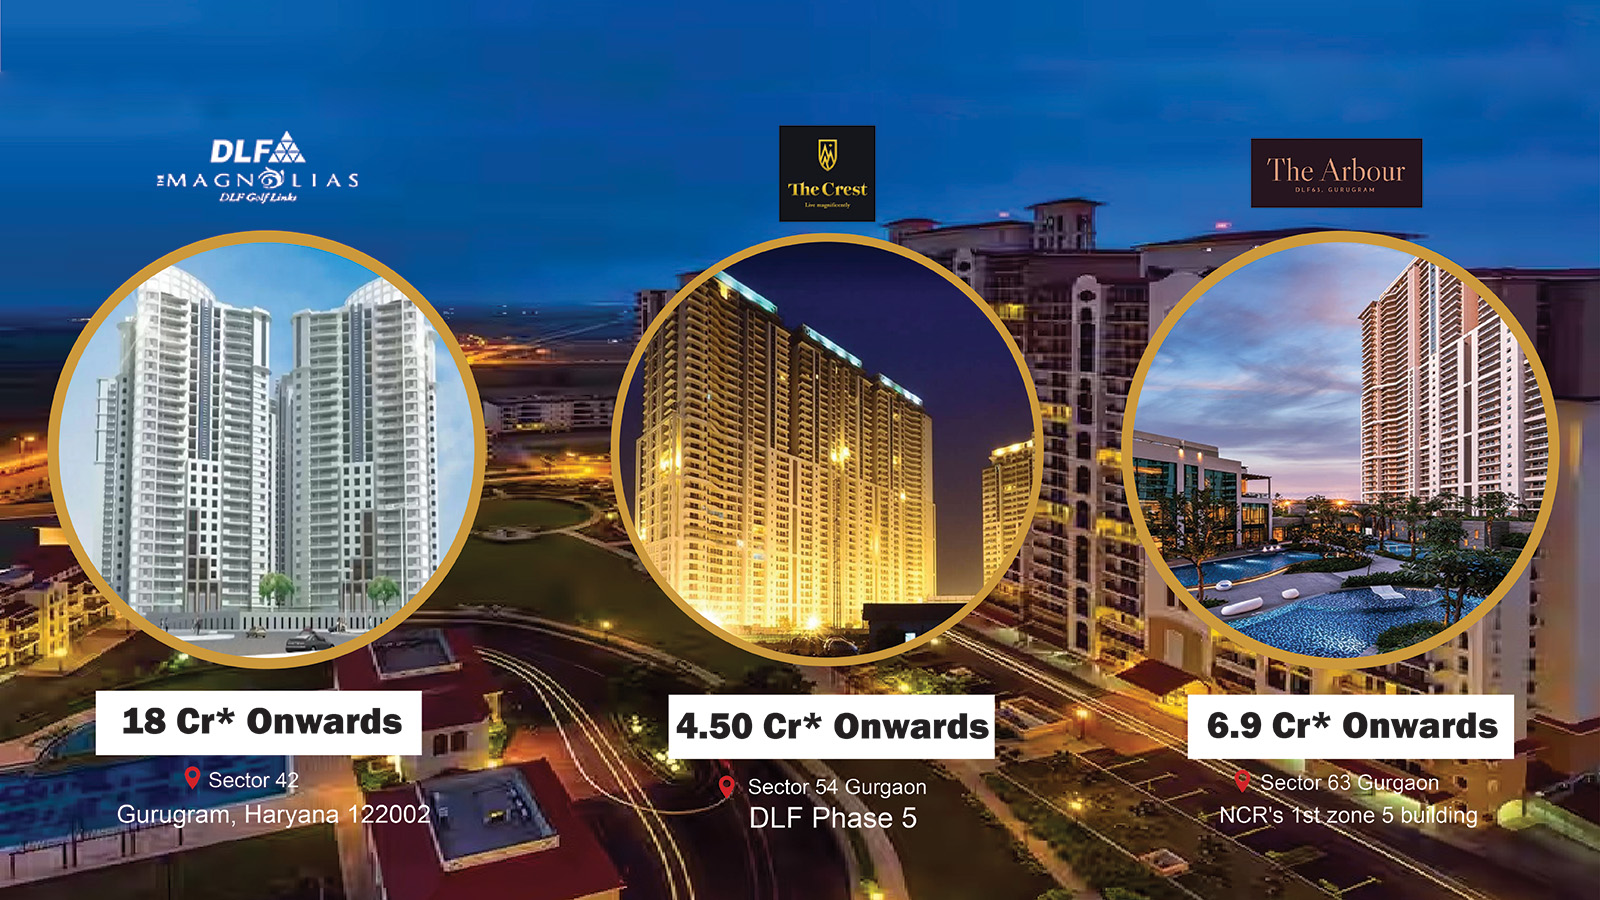 DLF
THE MAGNOLIAS
DLF Golf Links
18 Cr* Onwards
Sector 42
Gurugram, Haryana 122002
The Crest
Live magnificently
4.50 Cr* Onwards
Sector 54 Gurgaon
DLF Phase 5
The Arbour
DLF63, GURUGRAM
6.9 Cr* Onwards
Sector 63 Gurgaon
NCR's 1st zone 5 building